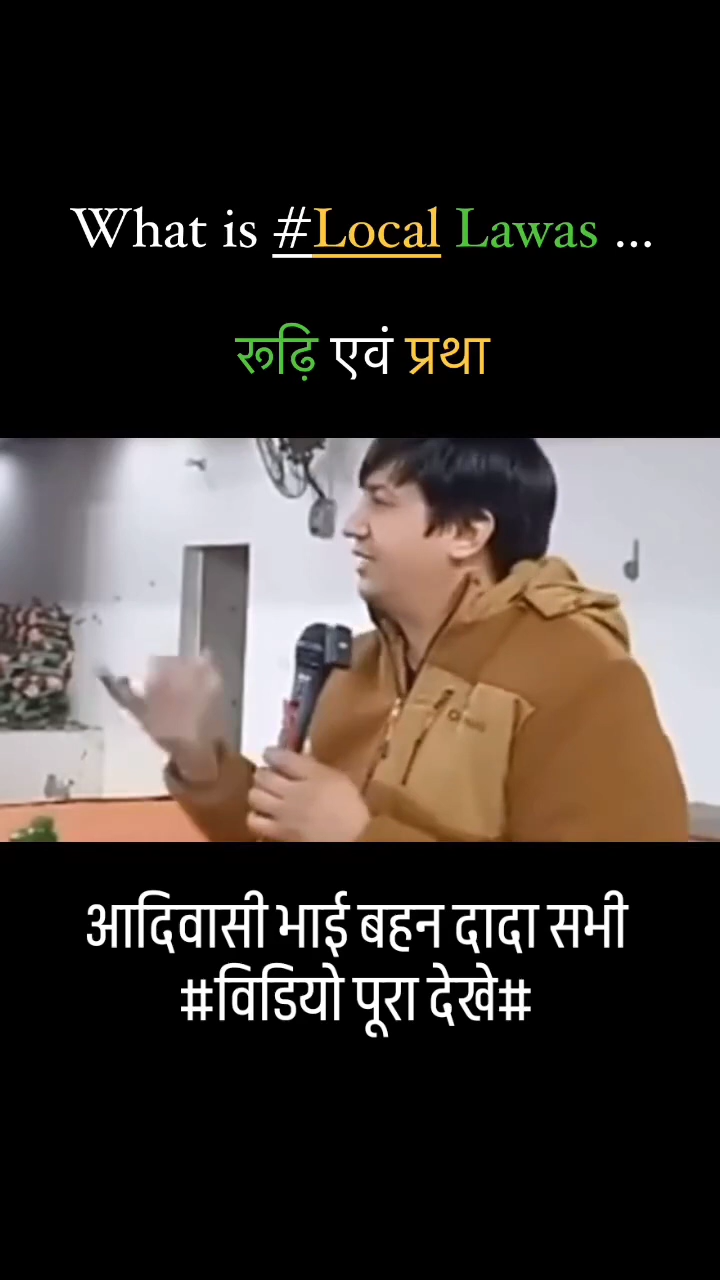 What is #Local Lawas ...
रूढ़ि एवं प्रथा
आदिवासी भाई बहन दादा सभी
#विडियो पूरा देखे#